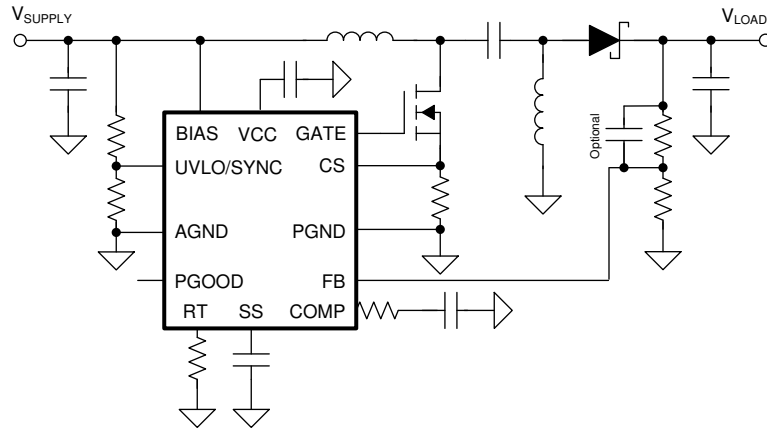 VSUPPLY
VLOAD
BIAS
VCC
GATE
Optional
UVLO/SYNC
CS
AGND
PGND
PGOOD
FB
RT
SS
COMP